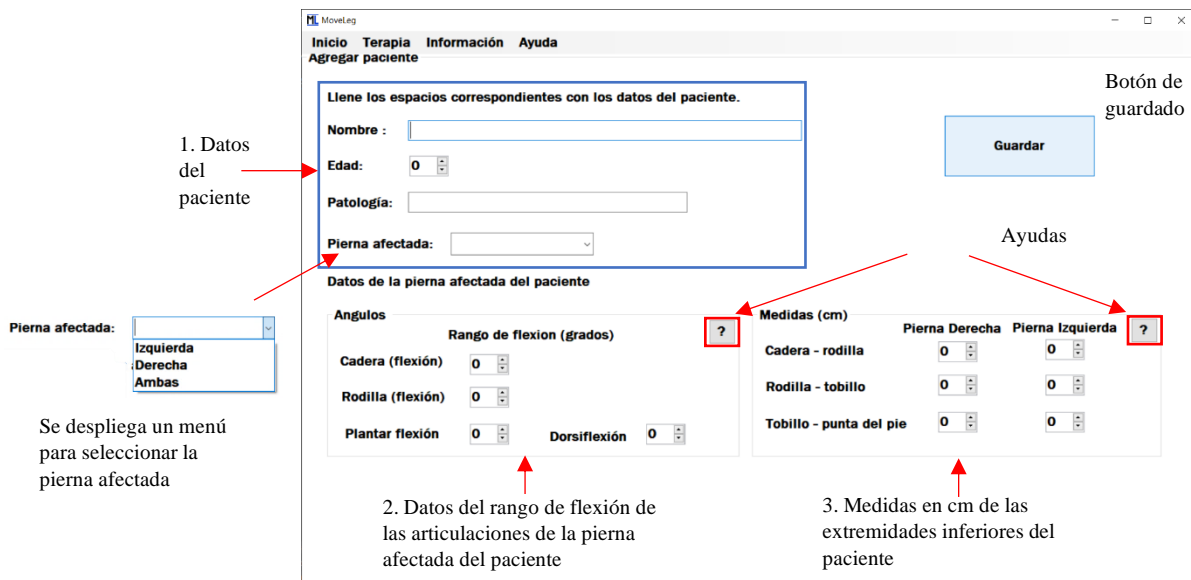 MoveLeg
Inicio Terapia Información Ayuda
Agregar paciente
Llene los espacios correspondientes con los datos del paciente.
Nombre :
Edad: 0
Patología:
Pierna afectada:
Guardar
Botón de
guardado
1. Datos
del
paciente
Ayudas
Pierna afectada:
Izquierda
Derecha
Ambas
Se despliega un menú
para seleccionar la
pierna afectada
Datos de la pierna afectada del paciente
Angulos
Rango de flexion (grados)
?
Cadera (flexión) 0
Rodilla (flexión) 0
Plantar flexión 0 Dorsiflexión 0
Medidas (cm)
Pierna Derecha Pierna Izquierda
?
Cadera - rodilla 0 0
Rodilla - tobillo 0 0
Tobillo - punta del pie 0 0
2. Datos del rango de flexión de
las articulaciones de la pierna
afectada del paciente
3. Medidas en cm de las
extremidades inferiores del
paciente